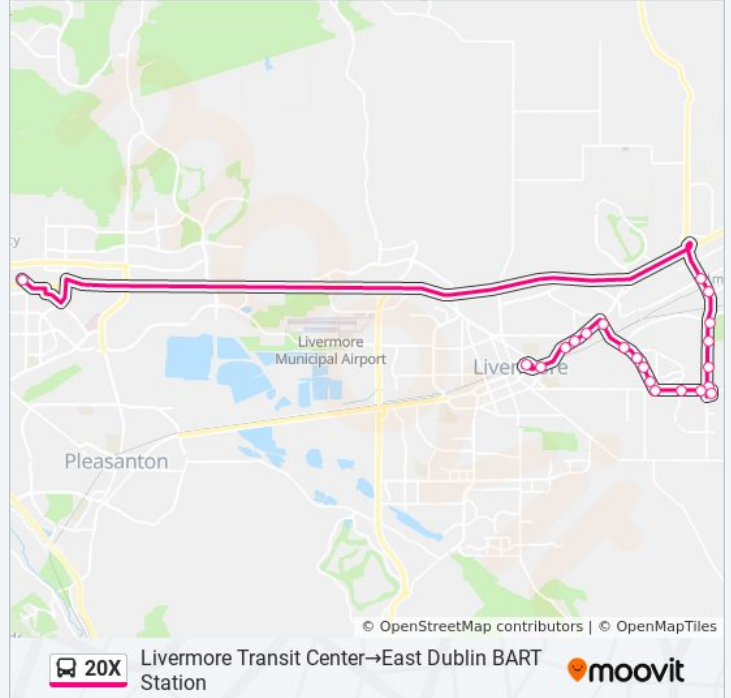 y
m
Livermore
Municipal Airport
Livermore
Pleasanton
© OpenStreetMap contributors | © OpenMapTiles
20X
Livermore Transit Center→East Dublin BART
Station
moovit